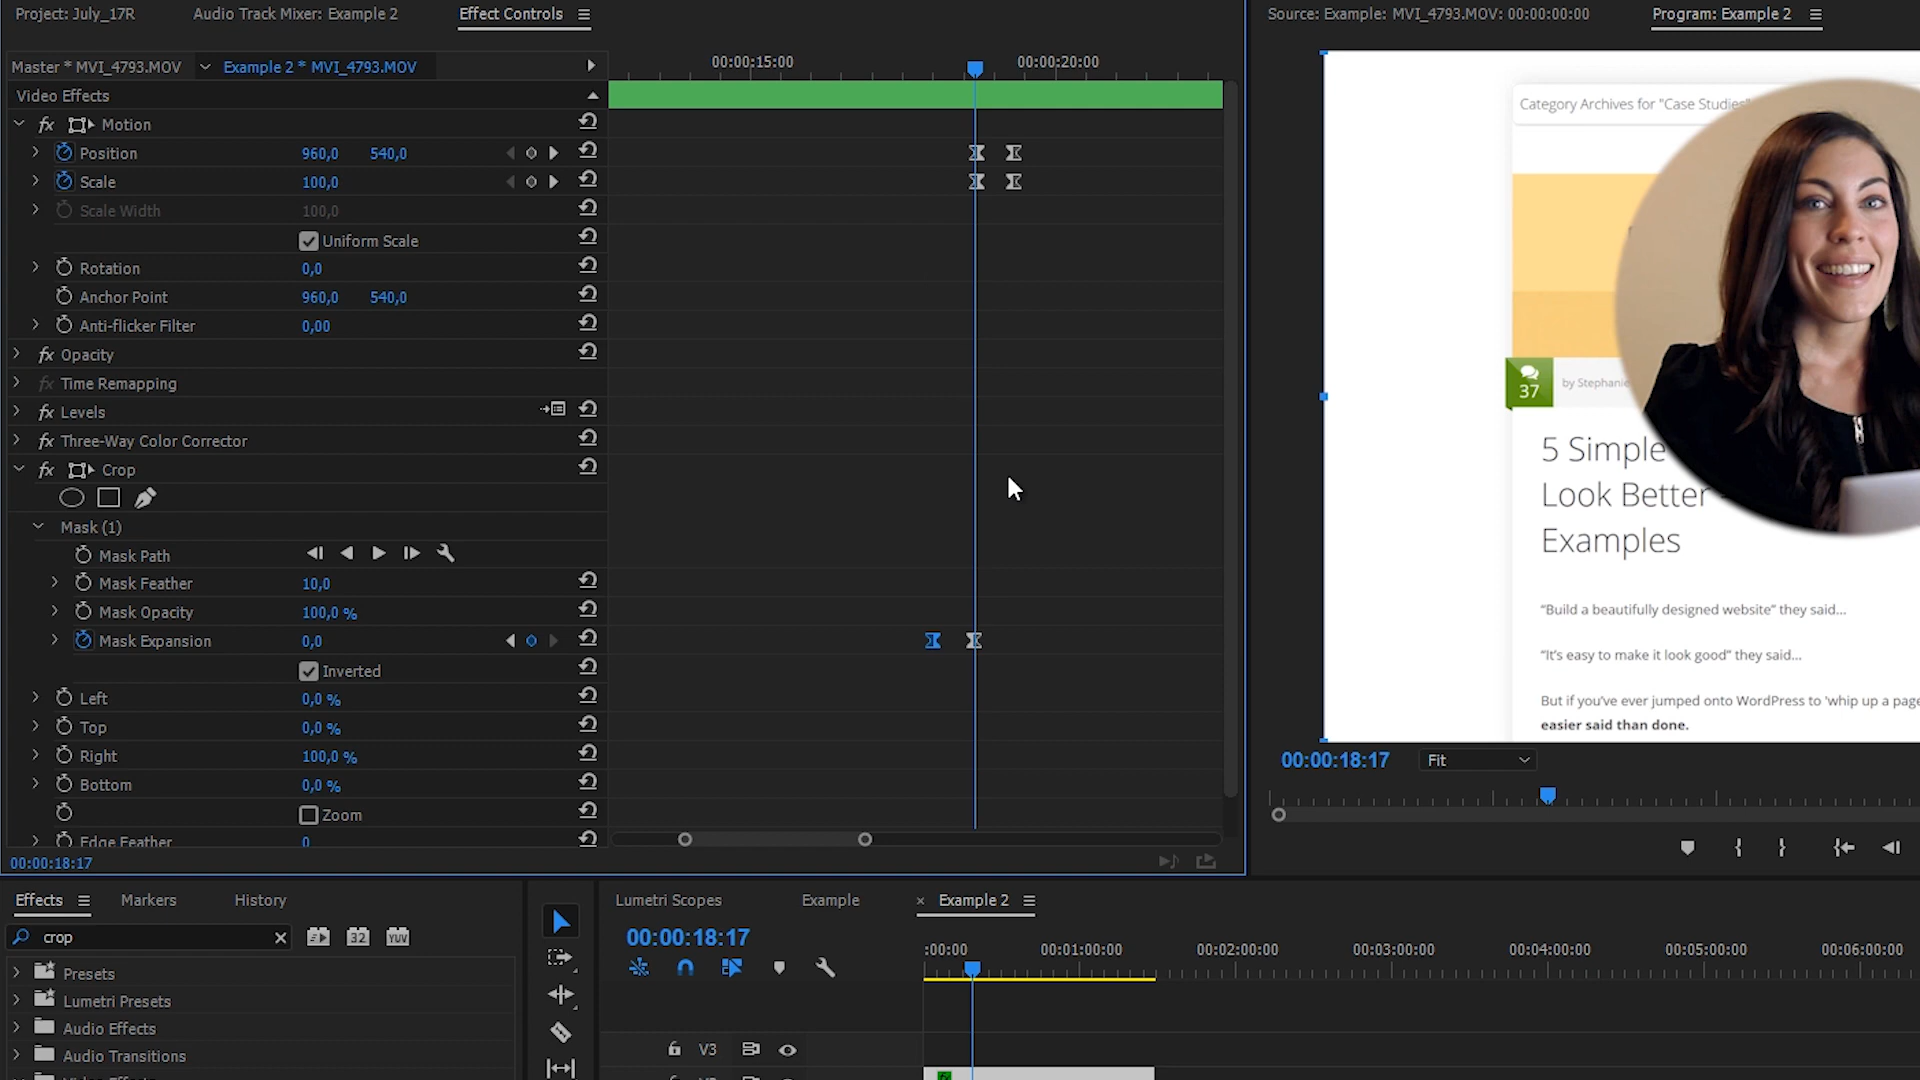 Project: July_17R
Audio Track Mixer: Example 2
Effect Controls
Source: Example: MVI_4793.MOV: 00:00:00:00
Program: Example 2
Master * MVI_4793.MOV
Example 2 * MVI_4793.MOV
00:00:15:00
00:00:20:00
Video Effects
fx Motion
Position 960,0 540,0
Scale 100,0
Scale Width 100,0
Uniform Scale
Rotation 0,0
Anchor Point 960,0 540,0
Anti-flicker Filter 0,00
fx Opacity
fx Time Remapping
fx Levels
fx Three-Way Color Corrector
fx Crop
Mask (1)
Mask Path
Mask Feather 10,0
Mask Opacity 100,0 %
Mask Expansion 0,0
Inverted
Left 0,0 %
Top 0,0 %
Right 100,0 %
Bottom 0,0 %
Zoom
Edge Feather 0
00:00:18:17
Category Archives for "Case Studies"
37
by Stephanie
5 Simple
Look Better
Examples
“Build a beautifully designed website” they said...
“It’s easy to make it look good” they said...
But if you’ve ever jumped onto WordPress to ‘whip up a page
easier said than done.
00:00:18:17
Fit
Effects
Markers
History
crop
32
YUV
Presets
Lumetri Presets
Audio Effects
Audio Transitions
Lumetri Scopes
Example
× Example 2
00:00:18:17
:00:00
00:01:00:00
00:02:00:00
00:03:00:00
00:04:00:00
00:05:00:00
00:06:00:00
V3